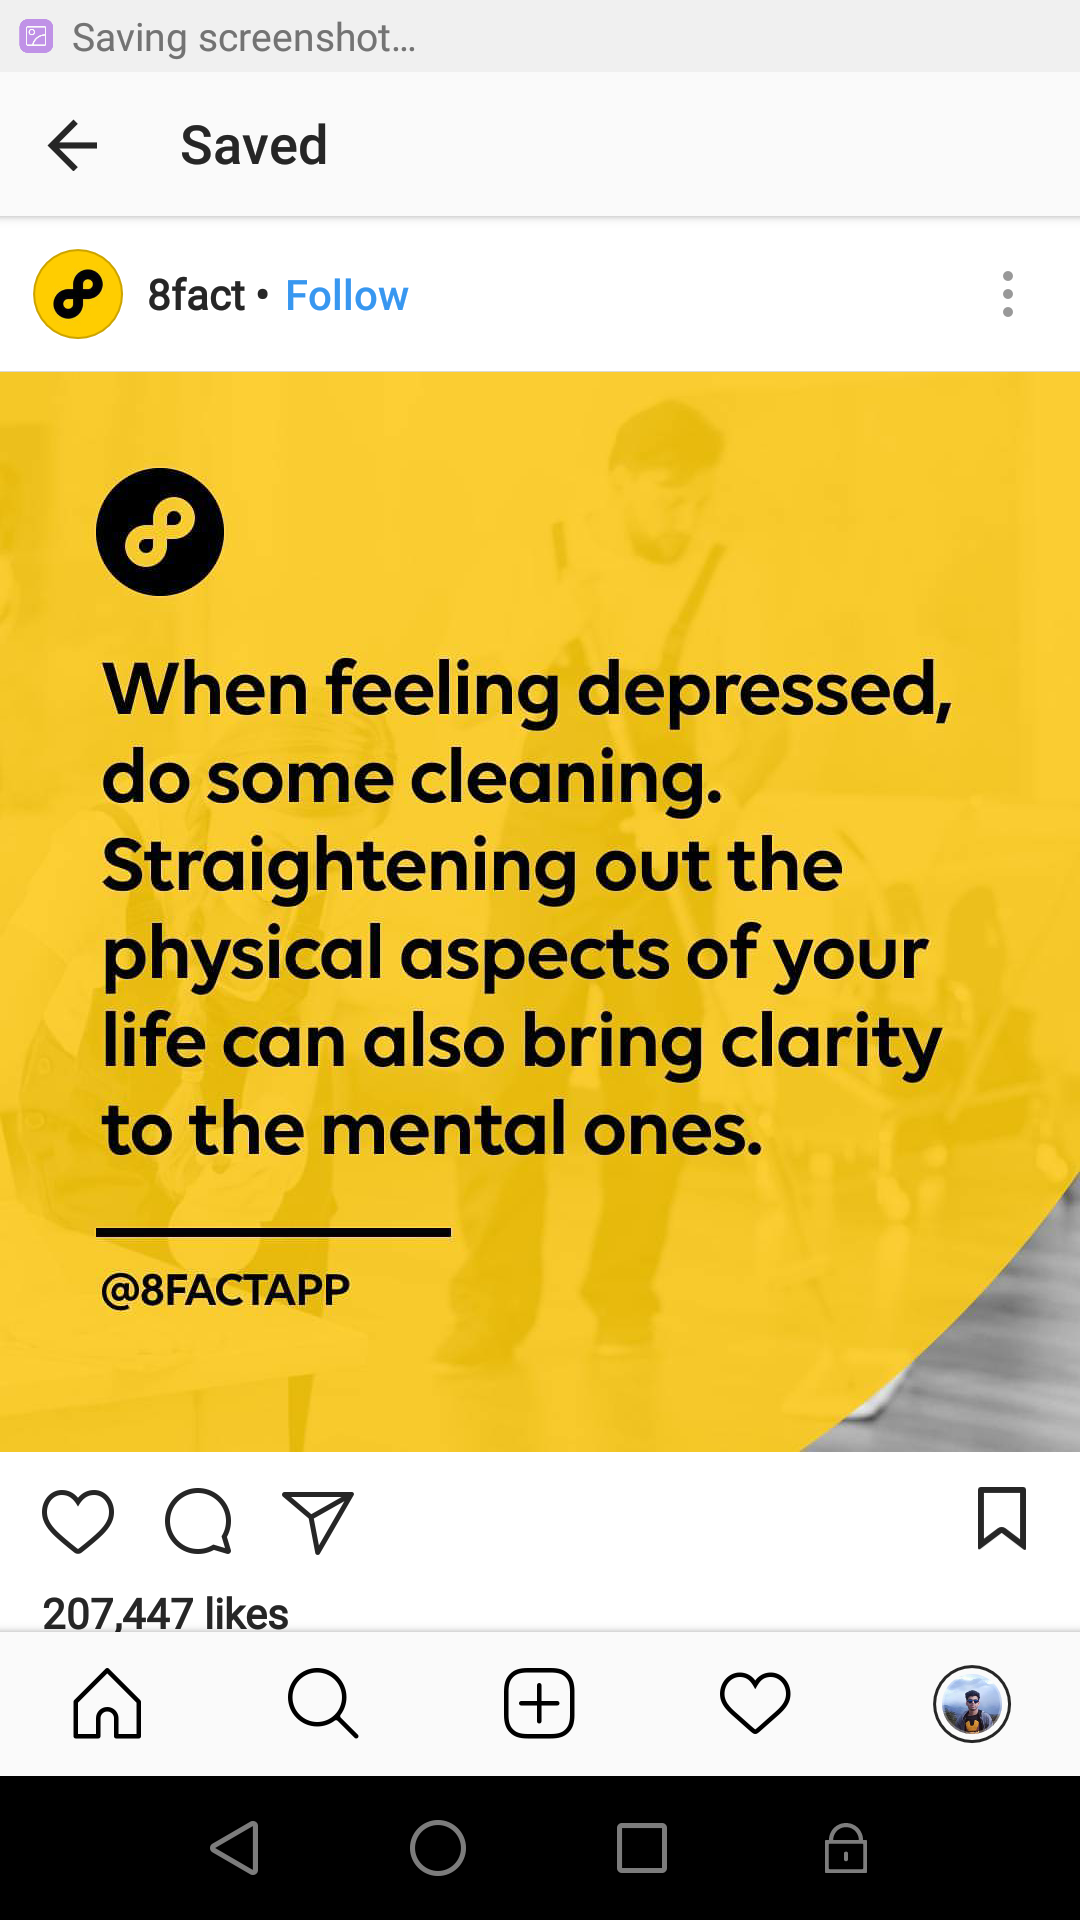 Saving screenshot...
Saved
8fact • Follow
When feeling depressed,
do some cleaning.
Straightening out the
physical aspects of your
life can also bring clarity
to the mental ones.
@8FACTAPP
207,447 likes